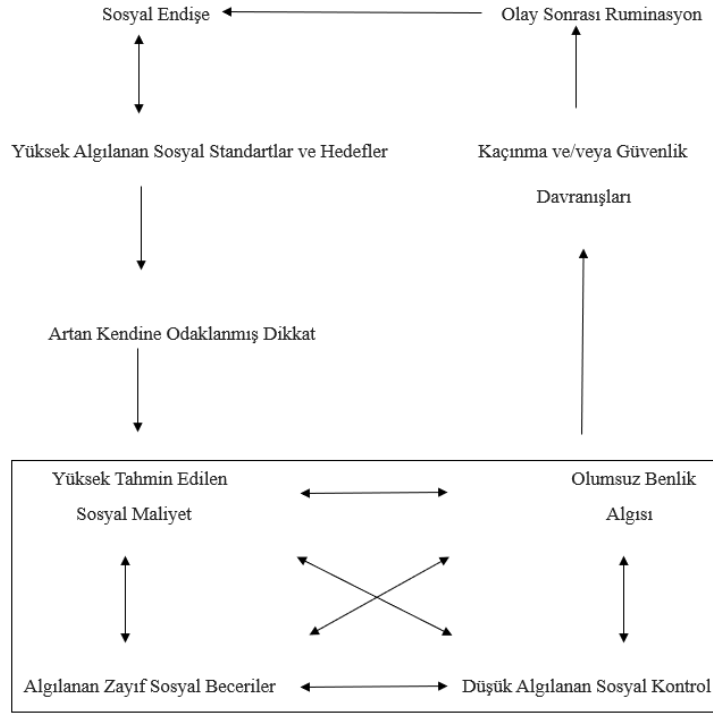 Sosyal Endişe
Olay Sonrası Ruminasyon
Yüksek Algılanan Sosyal Standartlar ve Hedefler
Kaçınma ve/veya Güvenlik
Davranışları
Artan Kendine Odaklanmış Dikkat
Yüksek Tahmin Edilen
Sosyal Maliyet
Olumsuz Benlik
Algısı
Algılanan Zayıf Sosyal Beceriler
Düşük Algılanan Sosyal Kontrol